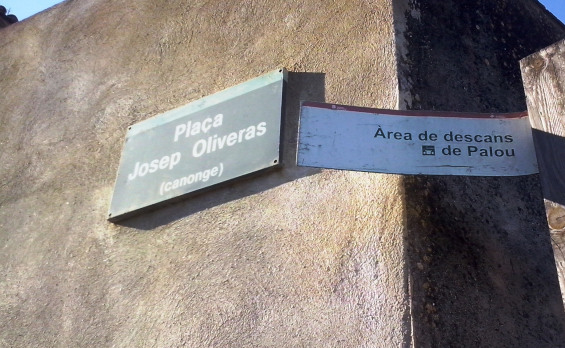 Plaça
Josep Oliveras
(canonge)
Àrea de descans
de Palou